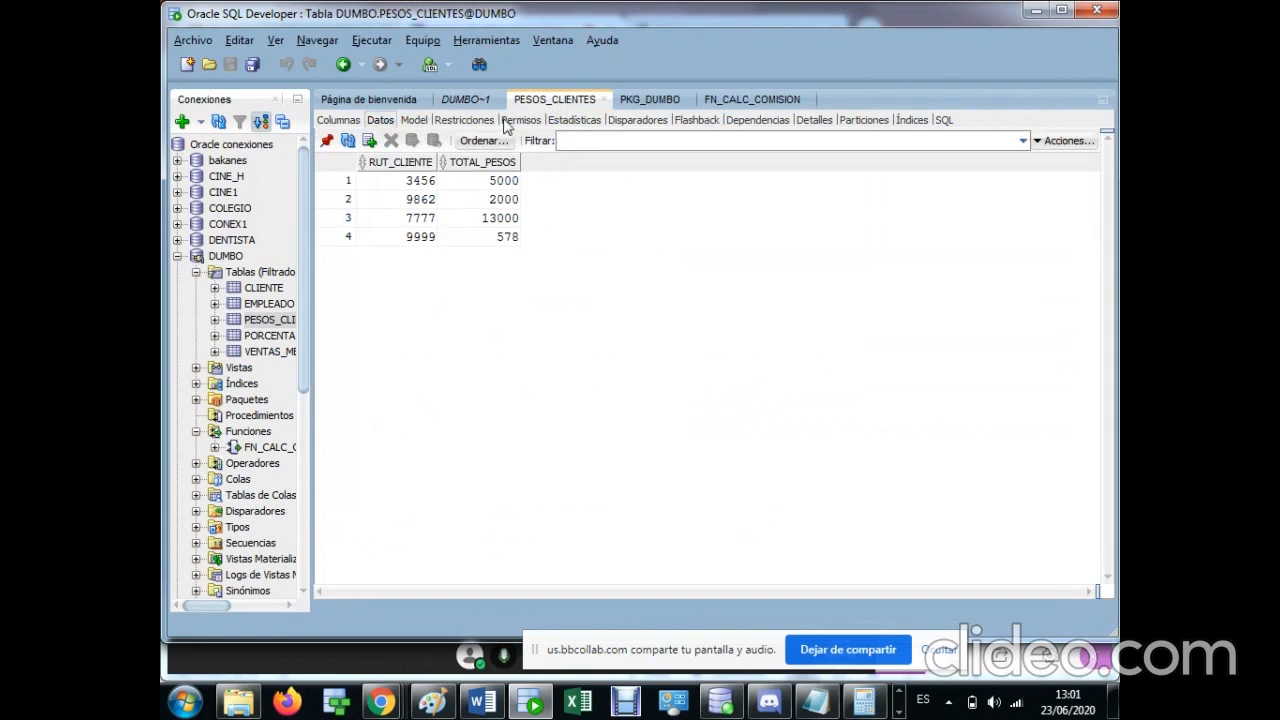 Oracle SQL Developer : Tabla DUMBO.PESOS_CLIENTES@DUMBO
Archivo Editar Ver Navegar Ejecutar Equipo Herramientas Ventana Ayuda
Conexiones
Página de bienvenida DUMBO~1 PESOS_CLIENTES PKG_DUMBO FN_CALC_COMISION
Columnas Datos Model Restricciones Permisos Estadísticas Disparadores Flashback Dependencias Detalles Particiones Índices SQL
Ordenar... Filtrar: Acciones...
RUT_CLIENTE TOTAL_PESOS
1 3456 5000
2 9862 2000
3 7777 13000
4 9999 578
Oracle conexiones
bakanes
CINE_H
CINE1
COLEGIO
CONEX1
DENTISTA
DUMBO
Tablas (Filtrado
CLIENTE
EMPLEADO
PESOS_CLI
PORCENTA
VENTAS_ME
Vistas
Índices
Paquetes
Procedimientos
Funciones
FN_CALC_C
Operadores
Colas
Tablas de Colas
Disparadores
Tipos
Secuencias
Vistas Materializ
Logs de Vistas M
Sinónimos
us.bbcollab.com comparte tu pantalla y audio. Dejar de compartir Ocultar
clideo.com
ES 13:01
23/06/2020